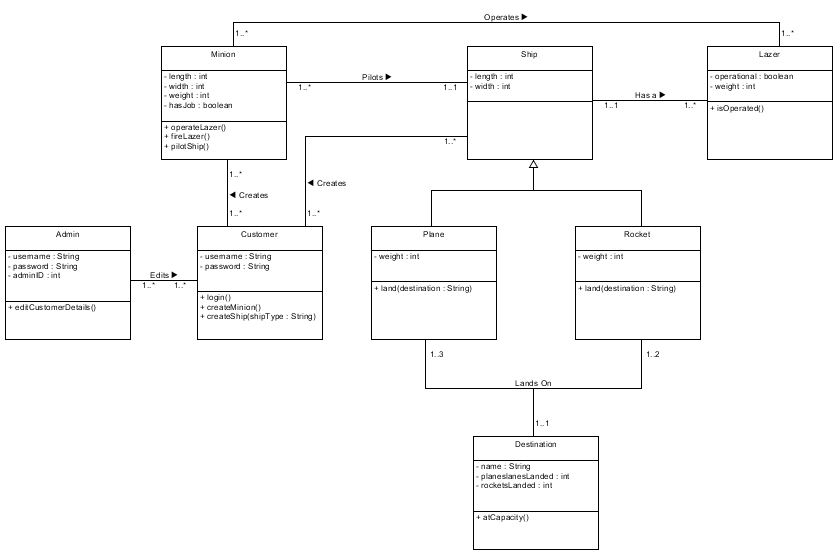 Operates ▶
1..*
1..*
Minion
- length : int
- width : int
- weight : int
- hasJob : boolean
+ operateLazer()
+ fireLazer()
+ pilotShip()
Pilots ▶
1..*
1..1
Ship
- length : int
- width : int
Has a ▶
1..1
1..*
Lazer
- operational : boolean
- weight : int
+ isOperated()
1..*
◀ Creates
1..*
1..*
◀ Creates
1..*
Admin
- username : String
- password : String
- adminID : int
+ editCustomerDetails()
Edits ▶
1..*
1..*
Customer
- username : String
- password : String
+ login()
+ createMinion()
+ createShip(shipType : String)
Plane
- weight : int
+ land(destination : String)
Rocket
- weight : int
+ land(destination : String)
1..3
1..2
Lands On
1..1
Destination
- name : String
- planeslanesLanded : int
- rocketsLanded : int
+ atCapacity()